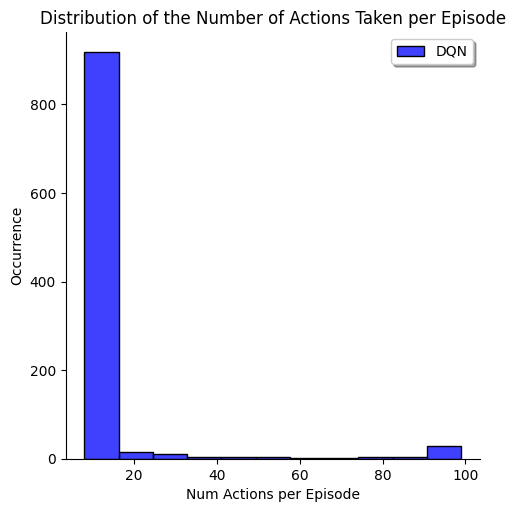 Distribution of the Number of Actions Taken per Episode
DQN
800
600
400
200
0
Occurrence
20
40
60
80
100
Num Actions per Episode